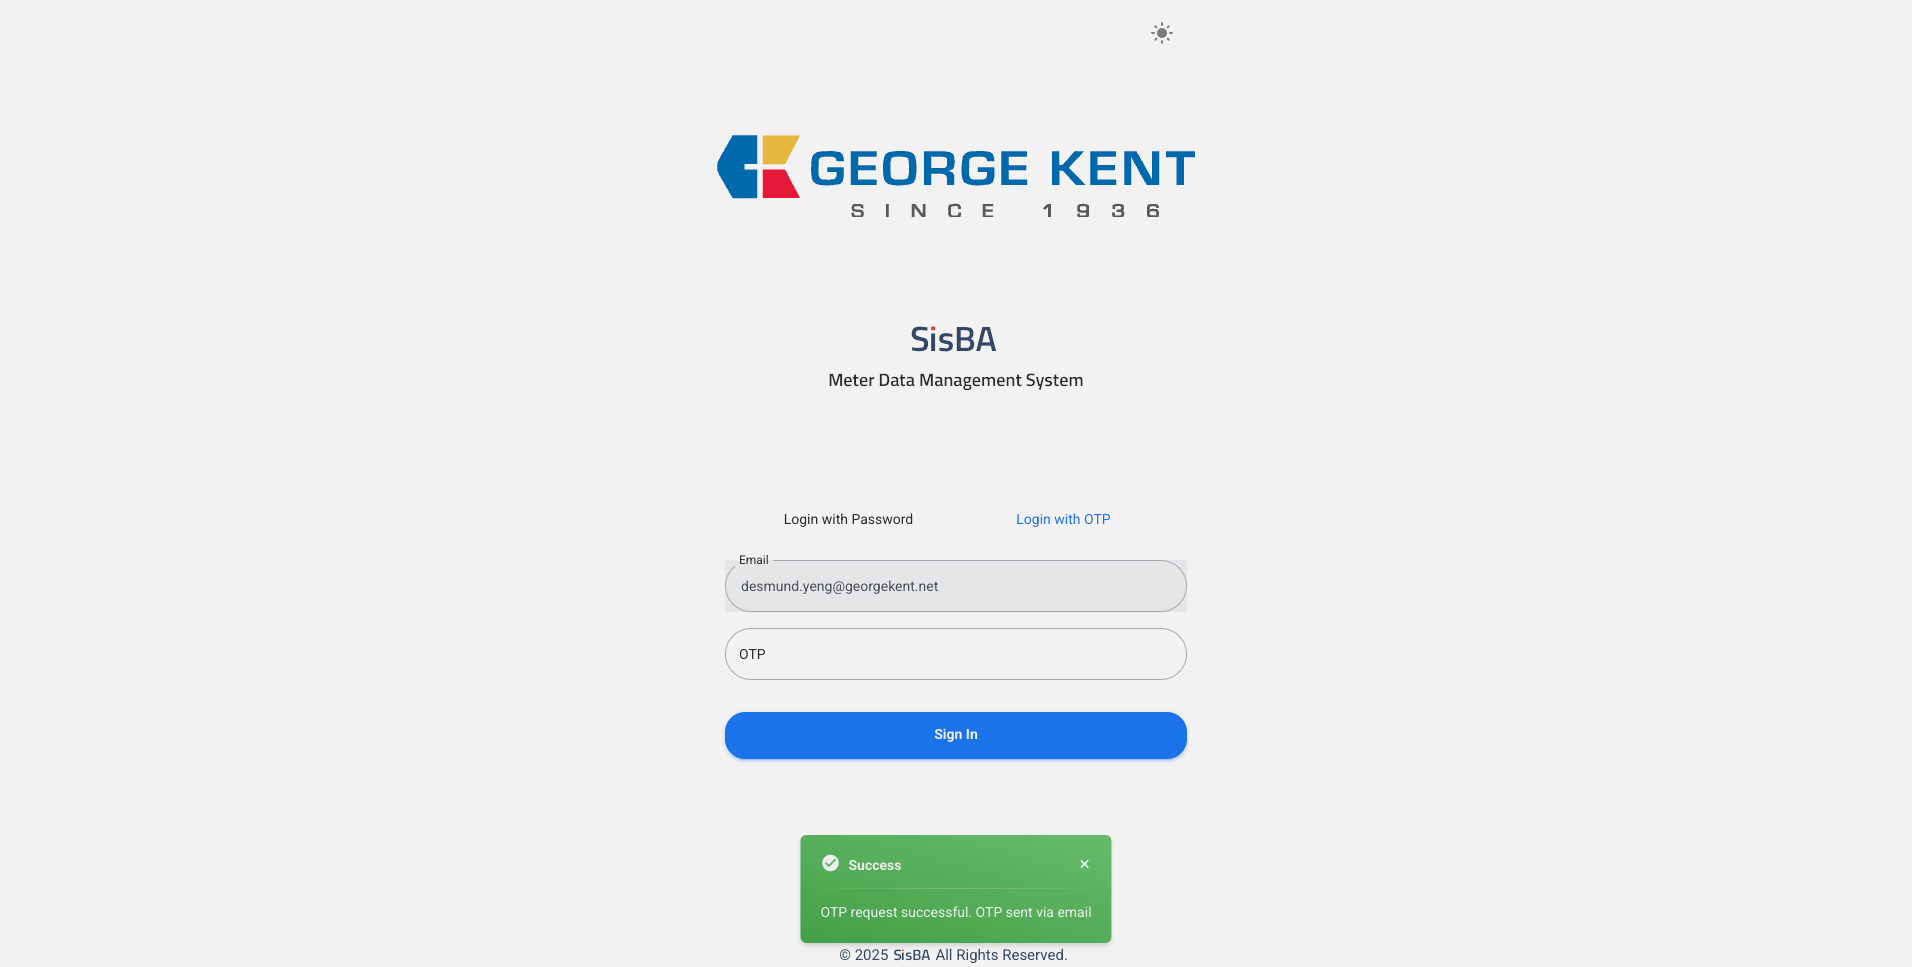 GEORGE KENT
SINCE 1936
SisBA
Meter Data Management System
Login with Password Login with OTP
Email
desmund.yeng@georgekent.net
OTP
Sign In
Success
OTP request successful. OTP sent via email
© 2025 SisBA All Rights Reserved.